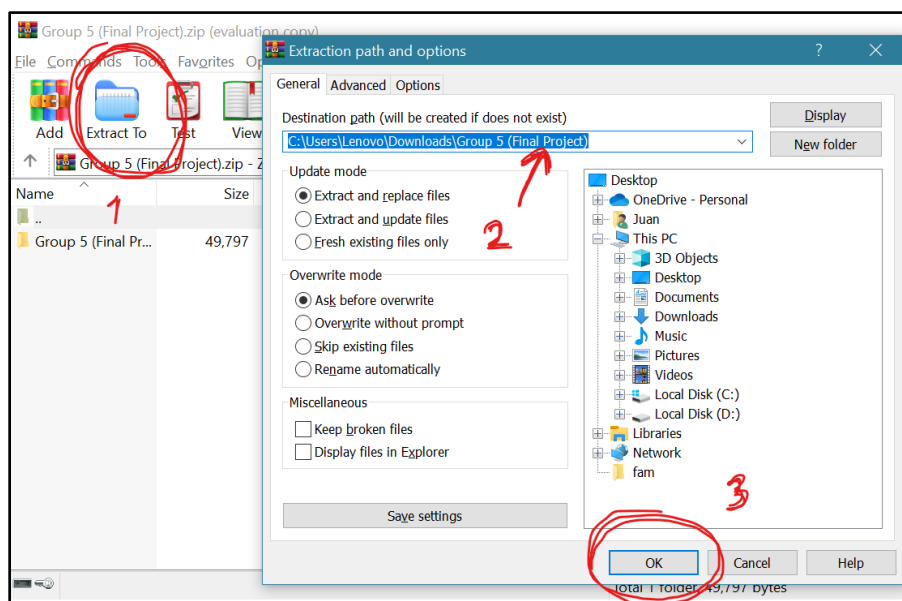 Group 5 (Final Project).zip (evaluation copy)
File Commands Tools Favorites Op
Add Extract To Test View
Group 5 (Final Project).zip - Z
Name Size
..
Group 5 (Final Pr... 49,797
1
Extraction path and options ?
General Advanced Options
Destination path (will be created if does not exist)
C:\Users\Lenovo\Downloads\Group 5 (Final Project)
Display
New folder
2
Update mode
Extract and replace files
Extract and update files
Fresh existing files only
Overwrite mode
Ask before overwrite
Overwrite without prompt
Skip existing files
Rename automatically
Miscellaneous
Keep broken files
Display files in Explorer
Save settings
Desktop
OneDrive - Personal
Juan
This PC
3D Objects
Desktop
Documents
Downloads
Music
Pictures
Videos
Local Disk (C:)
Local Disk (D:)
Libraries
Network
fam
3
OK Cancel Help
Total 1 folder, 49,797 bytes